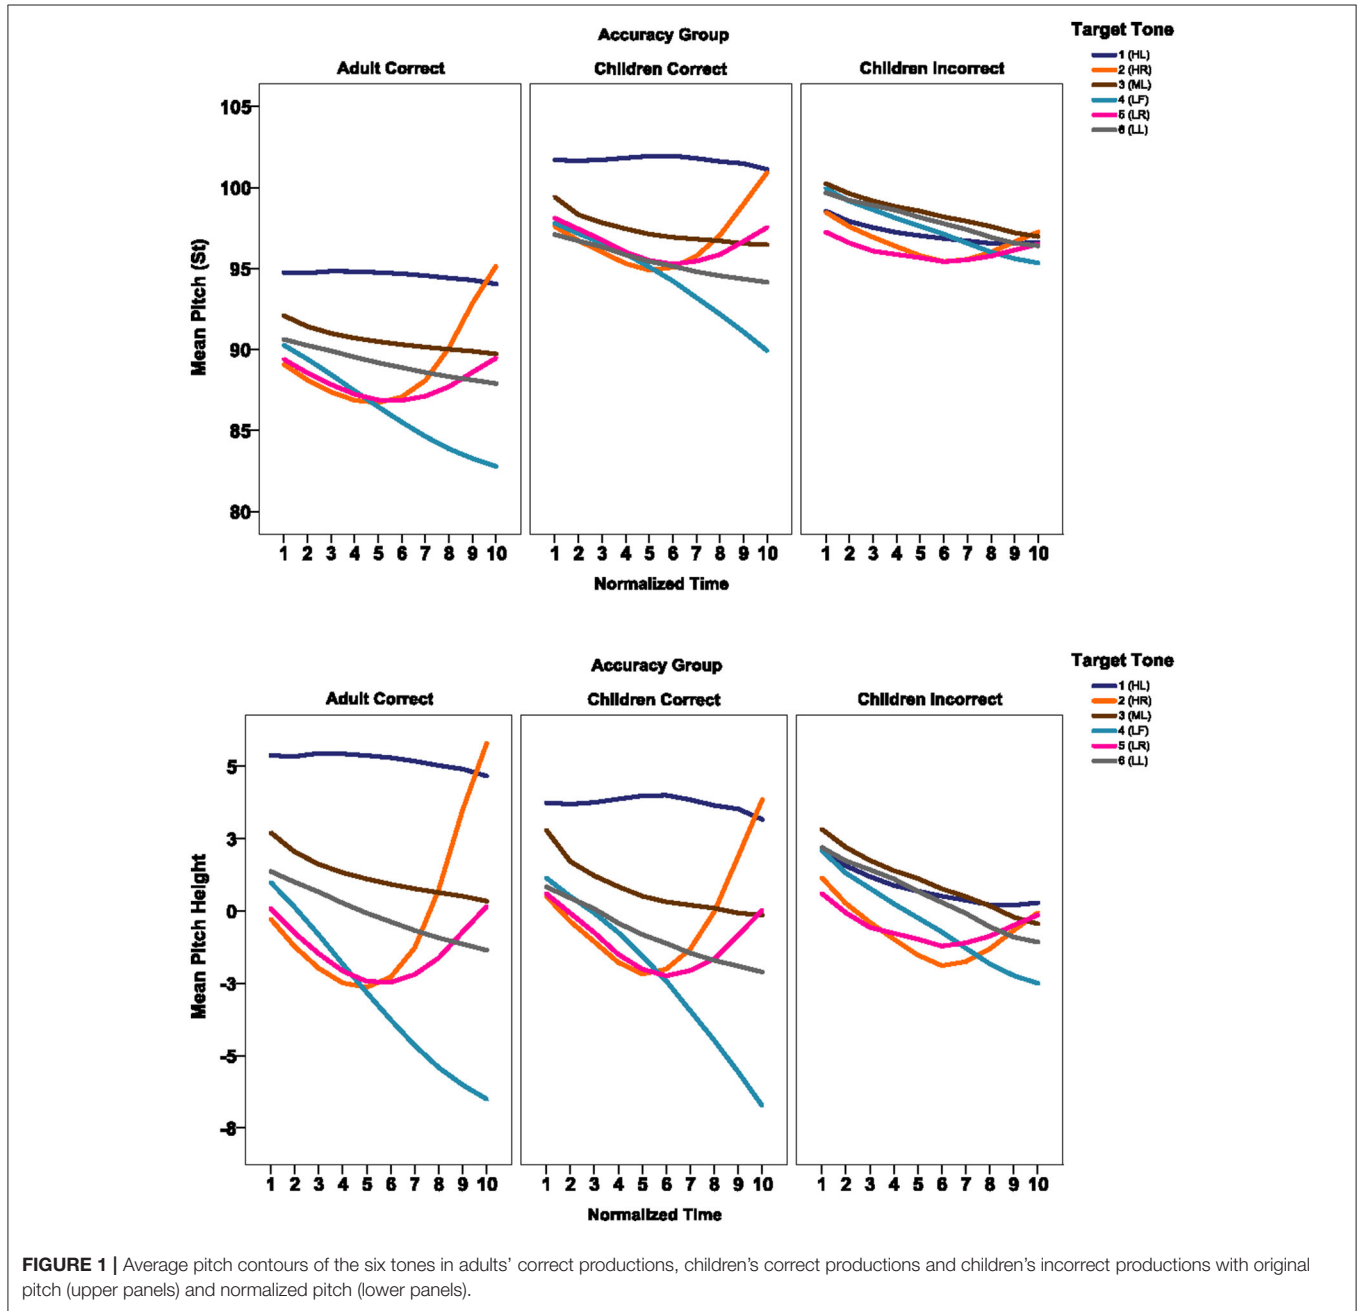 Accuracy Group
Target Tone
Adult Correct
Children Correct
Children Incorrect
1 (HL)
2 (HR)
3 (ML)
4 (LF)
5 (LR)
6 (LL)
Mean Pitch (St)
105
100
95
90
85
80
1 2 3 4 5 6 7 8 9 10
1 2 3 4 5 6 7 8 9 10
1 2 3 4 5 6 7 8 9 10
Normalized Time
Accuracy Group
Target Tone
Adult Correct
Children Correct
Children Incorrect
1 (HL)
2 (HR)
3 (ML)
4 (LF)
5 (LR)
6 (LL)
Mean Pitch Height
5
3
0
-3
-5
-8
1 2 3 4 5 6 7 8 9 10
1 2 3 4 5 6 7 8 9 10
1 2 3 4 5 6 7 8 9 10
Normalized Time
FIGURE 1 | Average pitch contours of the six tones in adults’ correct productions, children’s correct productions and children’s incorrect productions with original
pitch (upper panels) and normalized pitch (lower panels).